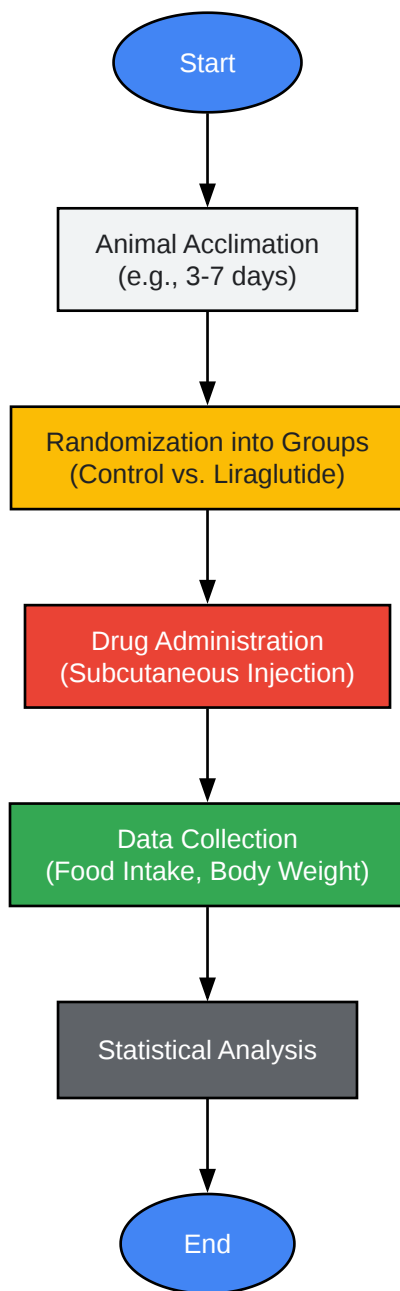 Start
Animal Acclimation
(e.g., 3-7 days)
Randomization into Groups
(Control vs. Liraglutide)
Drug Administration
(Subcutaneous Injection)
Data Collection
(Food Intake, Body Weight)
Statistical Analysis
End